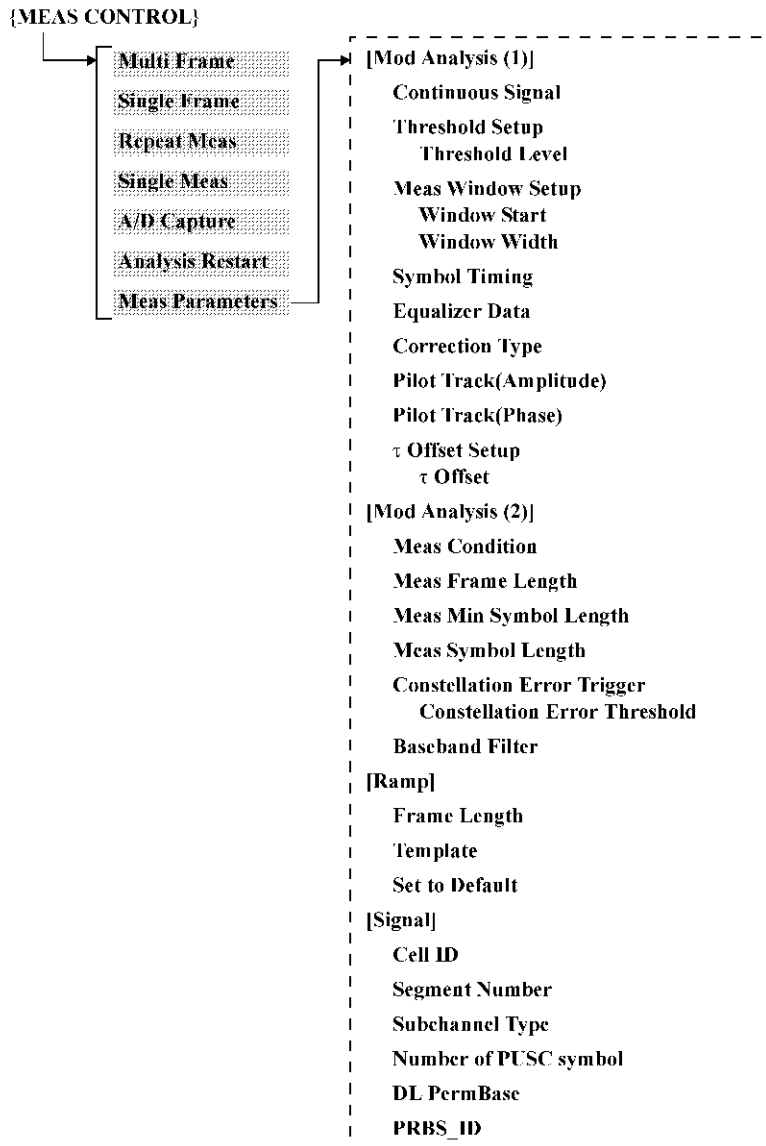 {MEAS CONTROL}
Multi Frame
Single Frame
Repeat Meas
Single Meas
A/D Capture
Analysis Restart
Meas Parameters
[Mod Analysis (1)]
Continuous Signal
Threshold Setup
Threshold Level
Meas Window Setup
Window Start
Window Width
Symbol Timing
Equalizer Data
Correction Type
Pilot Track(Amplitude)
Pilot Track(Phase)
τ Offset Setup
τ Offset
[Mod Analysis (2)]
Meas Condition
Meas Frame Length
Meas Min Symbol Length
Meas Symbol Length
Constellation Error Trigger
Constellation Error Threshold
Baseband Filter
[Ramp]
Frame Length
Template
Set to Default
[Signal]
Cell ID
Segment Number
Subchannel Type
Number of PUSC symbol
DL PermBase
PRBS_ID